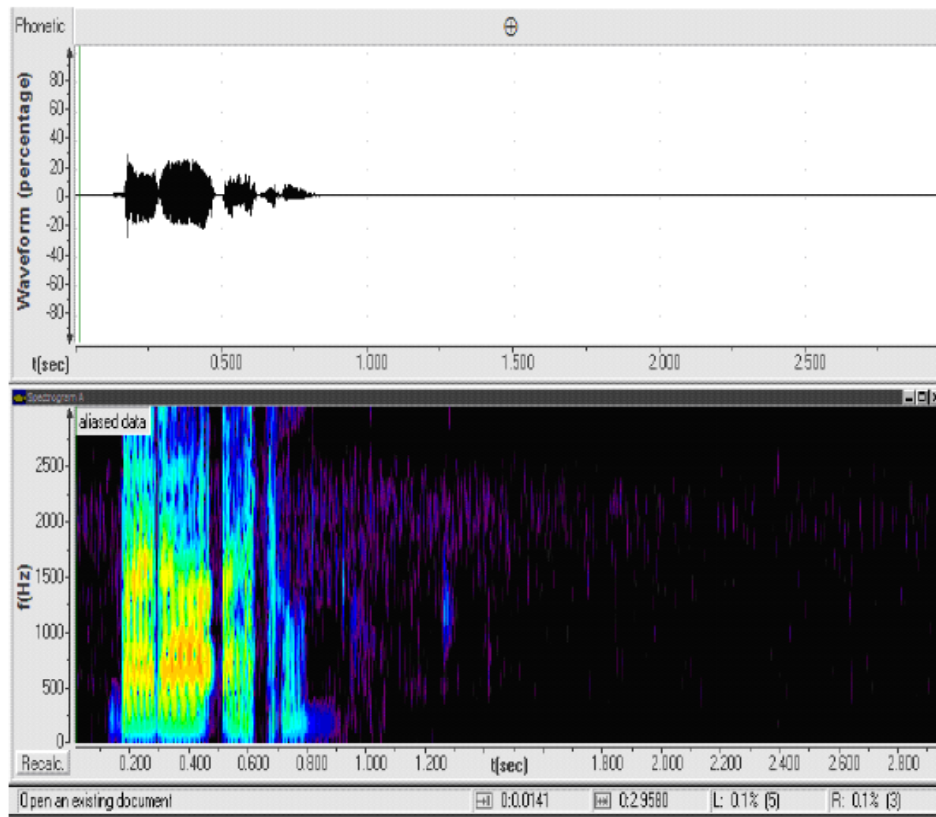 Phonetic
Waveform (percentage)
80
60
40
20
0
-20
-40
-60
-80
t(sec) 0.500 1.000 1.500 2.000 2.500
Spectrogram A
aliased data
f(Hz)
2500
2000
1500
1000
500
0
Recalc. 0.200 0.400 0.600 0.800 1.000 1.200 t(sec) 1.800 2.000 2.200 2.400 2.600 2.800
Open an existing document 0:0.0141 0:2.9580 L: 0.1% (5) R: 0.1% (3)